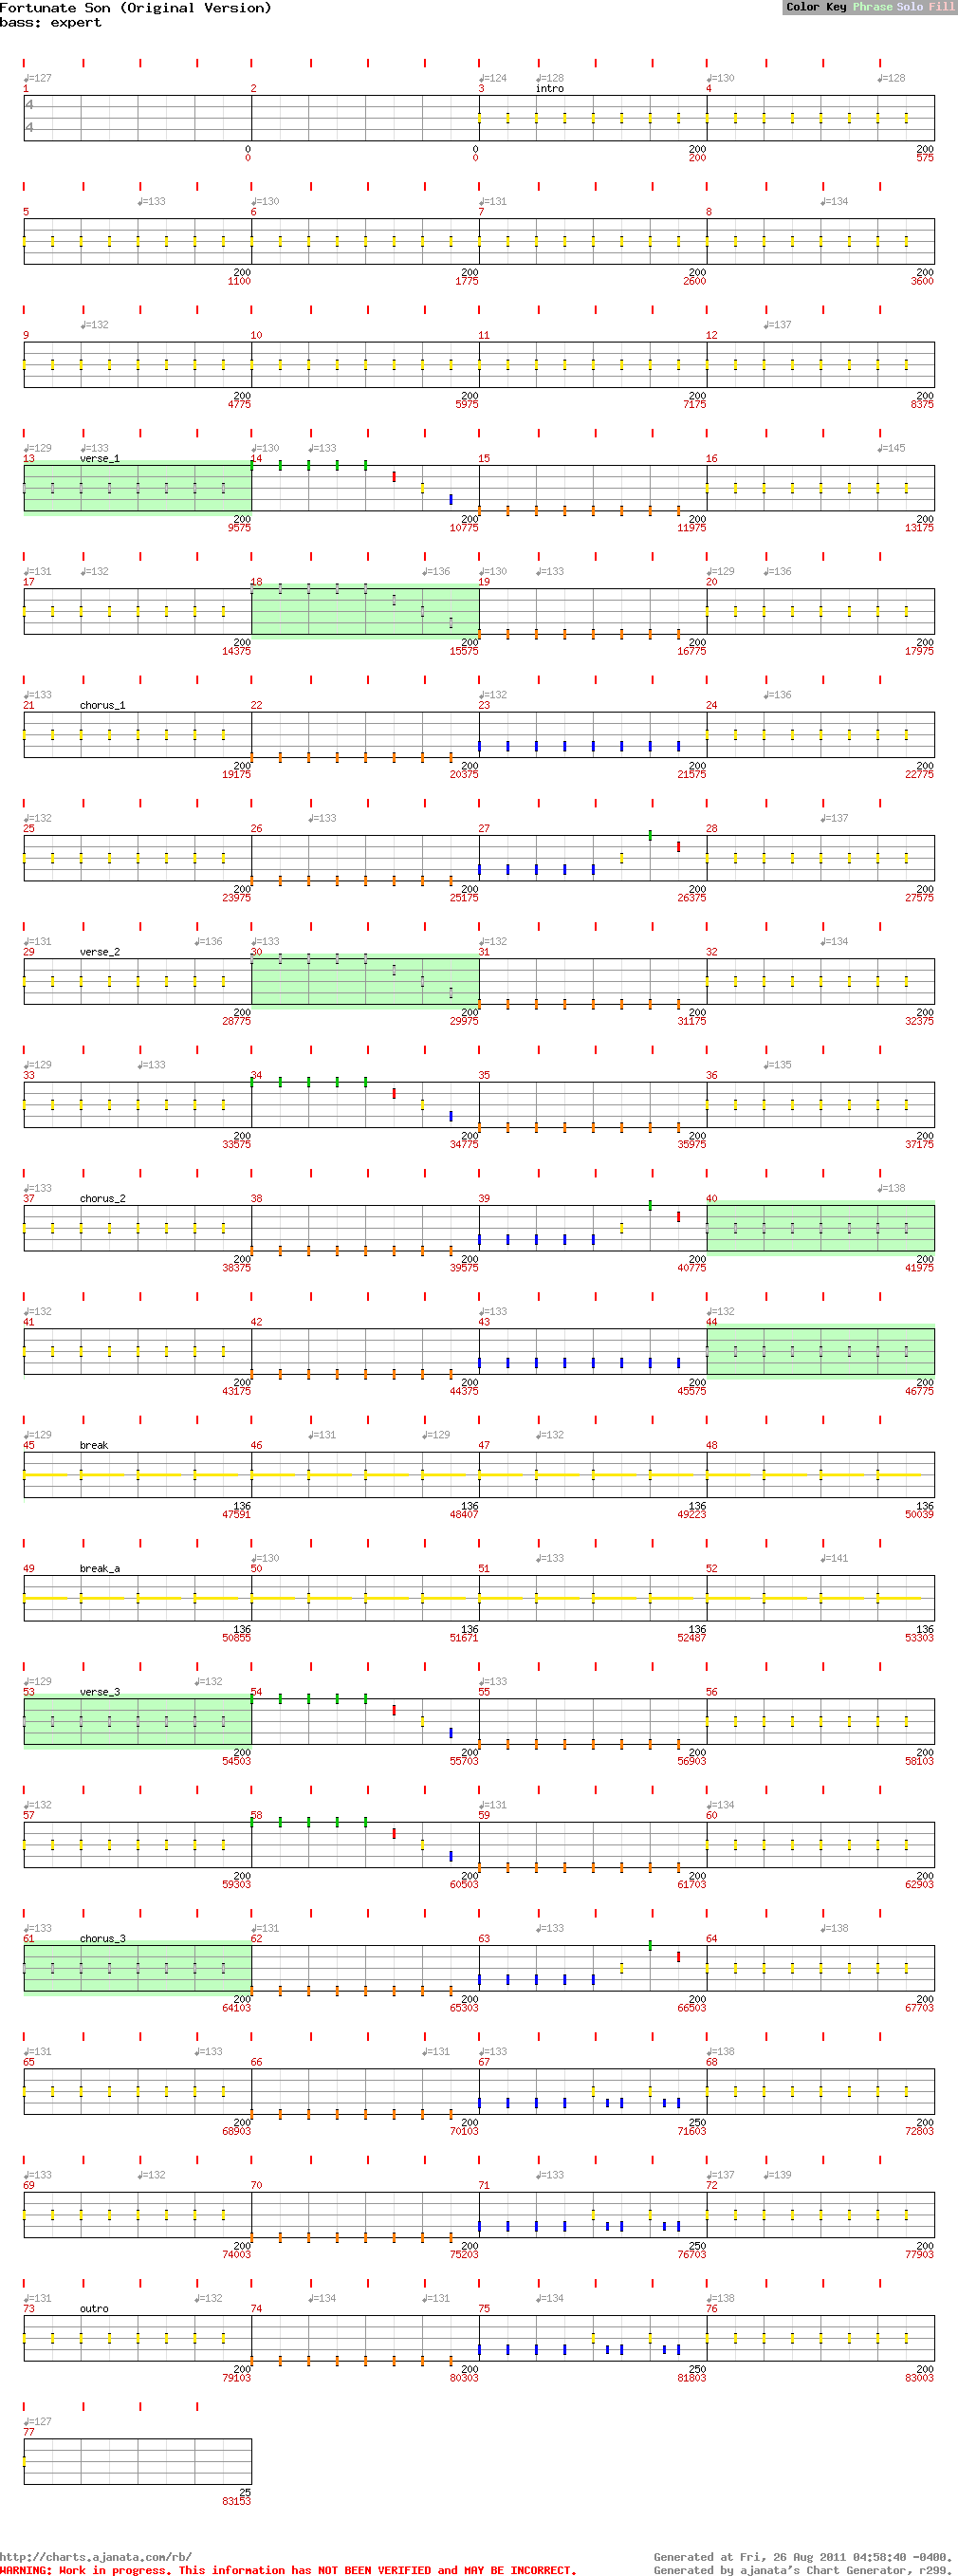 Fortunate Son (Original Version)
Color Key Phrase Solo Fill
bass: expert
♩=127 ♩=124 ♩=128 ♩=130 ♩=128
1 2 3 intro 4
4
4
0 0 200 200
0 0 200 575
♩=133 ♩=130 ♩=131 ♩=134
5 6 7 8
200 200 200 200
1100 1775 2600 3600
♩=132 ♩=137
9 10 11 12
200 200 200 200
4775 5975 7175 8375
♩=129 ♩=133 ♩=130 ♩=133 ♩=145
13 verse_1 14 15 16
200 200 200 200
9575 10775 11975 13175
♩=131 ♩=132 ♩=136 ♩=130 ♩=133 ♩=129 ♩=136
17 18 19 20
200 200 200 200
14375 15575 16775 17975
♩=133 ♩=132 ♩=136
21 chorus_1 22 23 24
200 200 200 200
19175 20375 21575 22775
♩=132 ♩=133 ♩=137
25 26 27 28
200 200 200 200
23975 25175 26375 27575
♩=131 ♩=136 ♩=133 ♩=132 ♩=134
29 verse_2 30 31 32
200 200 200 200
28775 29975 31175 32375
♩=129 ♩=133 ♩=135
33 34 35 36
200 200 200 200
33575 34775 35975 37175
♩=133 ♩=138
37 chorus_2 38 39 40
200 200 200 200
38375 39575 40775 41975
♩=132 ♩=133 ♩=132
41 42 43 44
200 200 200 200
43175 44375 45575 46775
♩=129 ♩=131 ♩=129 ♩=132
45 break 46 47 48
136 136 136 136
47591 48407 49223 50039
♩=130 ♩=133 ♩=141
49 break_a 50 51 52
136 136 136 136
50855 51671 52487 53303
♩=129 ♩=132 ♩=133
53 verse_3 54 55 56
200 200 200 200
54503 55703 56903 58103
♩=132 ♩=131 ♩=134
57 58 59 60
200 200 200 200
59303 60503 61703 62903
♩=133 ♩=131 ♩=133 ♩=138
61 chorus_3 62 63 64
200 200 200 200
64103 65303 66503 67703
♩=131 ♩=133 ♩=131 ♩=133 ♩=138
65 66 67 68
200 200 250 200
68903 70103 71603 72803
♩=133 ♩=132 ♩=133 ♩=137 ♩=139
69 70 71 72
200 200 250 200
74003 75203 76703 77903
♩=131 ♩=132 ♩=134 ♩=131 ♩=134 ♩=138
73 outro 74 75 76
200 200 250 200
79103 80303 81803 83003
♩=127
77
25
83153
http://charts.ajanata.com/rb/
Generated at Fri, 26 Aug 2011 04:58:40 -0400.
WARNING: Work in progress. This information has NOT BEEN VERIFIED and MAY BE INCORRECT.
Generated by ajanata's Chart Generator, r299.